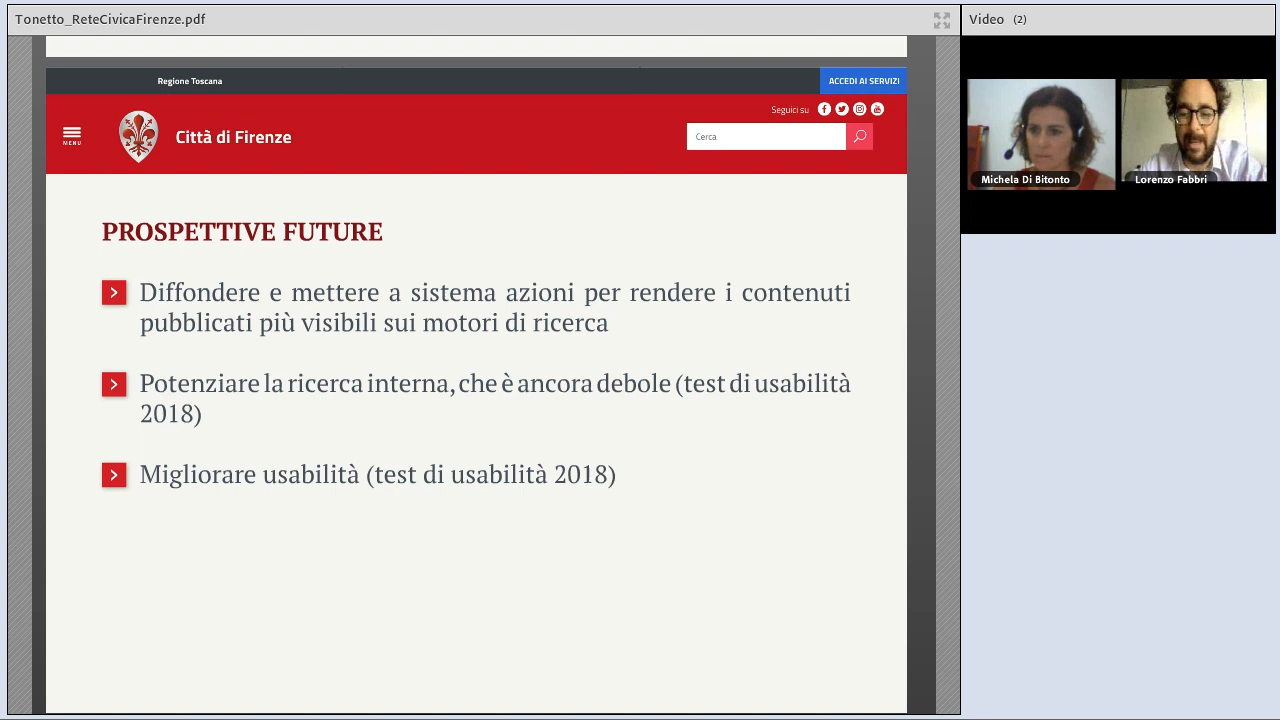 Tonetto_ReteCivicaFirenze.pdf
Video (2)
Regione Toscana
ACCEDI AI SERVIZI
Seguici su
MENU
Città di Firenze
Cerca
Michela Di Bitonto
Lorenzo Fabbri
PROSPETTIVE FUTURE
Diffondere e mettere a sistema azioni per rendere i contenuti
pubblicati più visibili sui motori di ricerca
Potenziare la ricerca interna, che è ancora debole (test di usabilità
2018)
Migliorare usabilità (test di usabilità 2018)